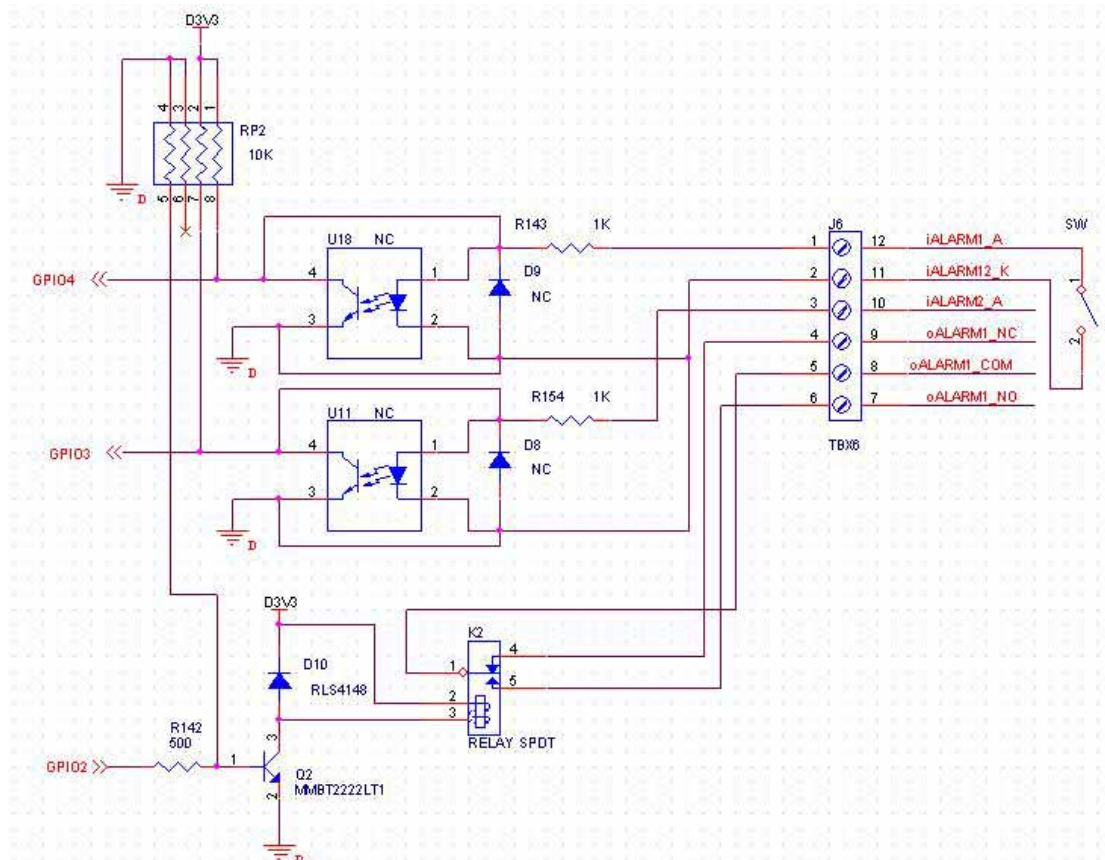 D3V3
4 3 2 1
RP2
10K
D
5 6 7 8
R143 1K
J6
SW
U18 NC
1 12 iALARM1_A
4 1
D9
NC
2 11 iALARM12_K
1
GPIO4
3 10 iALARM2_A
3 2
4 9 oALARM1_NC
2
D
5 8 oALARM1_COM
R154 1K
6 7 oALARM1_NO
U11 NC
TBX6
4 1
D8
NC
GPIO3
3 2
D
D3V3
K2
4
D10
RLS4148
1
5
2
3
R142
500
3
RELAY SPDT
GPIO2
1
Q2
MMBT2222LT1
2
D